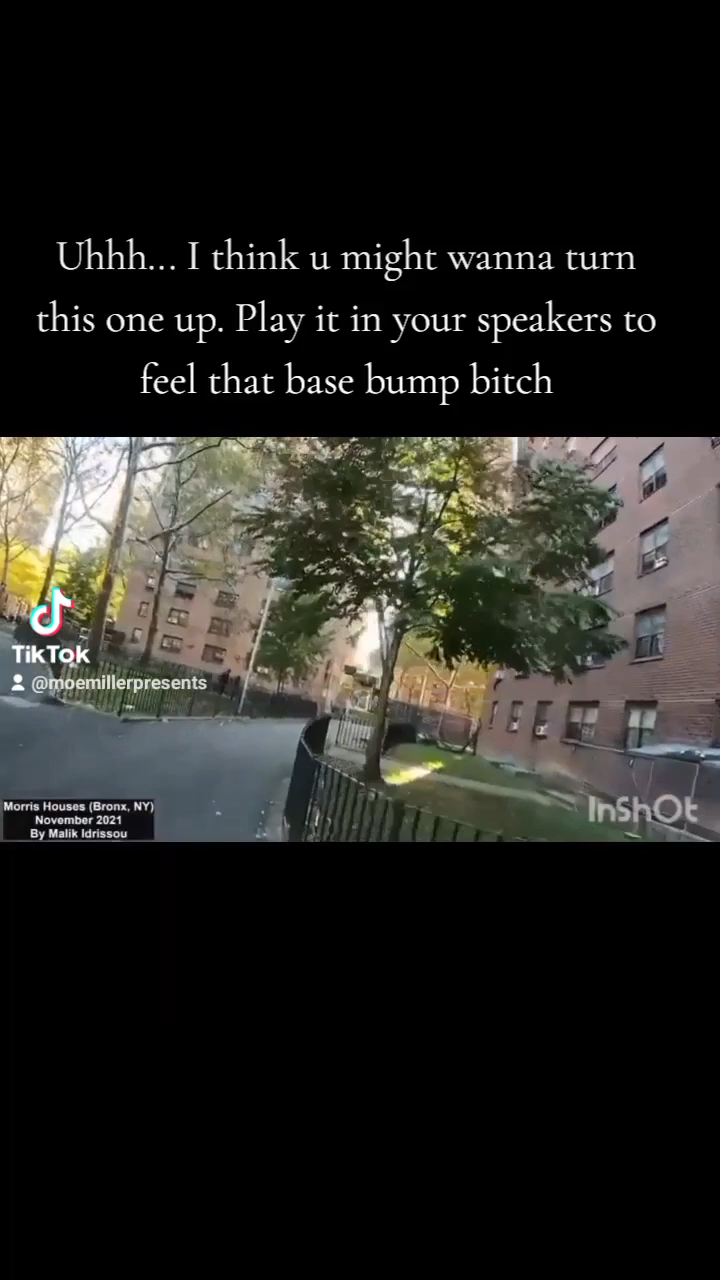 Uhhh... I think u might wanna turn
this one up. Play it in your speakers to
feel that base bump bitch
TikTok
@moemillerpresents
Morris Houses (Bronx, NY)
November 2021
By Malik Idrissou
InShOt